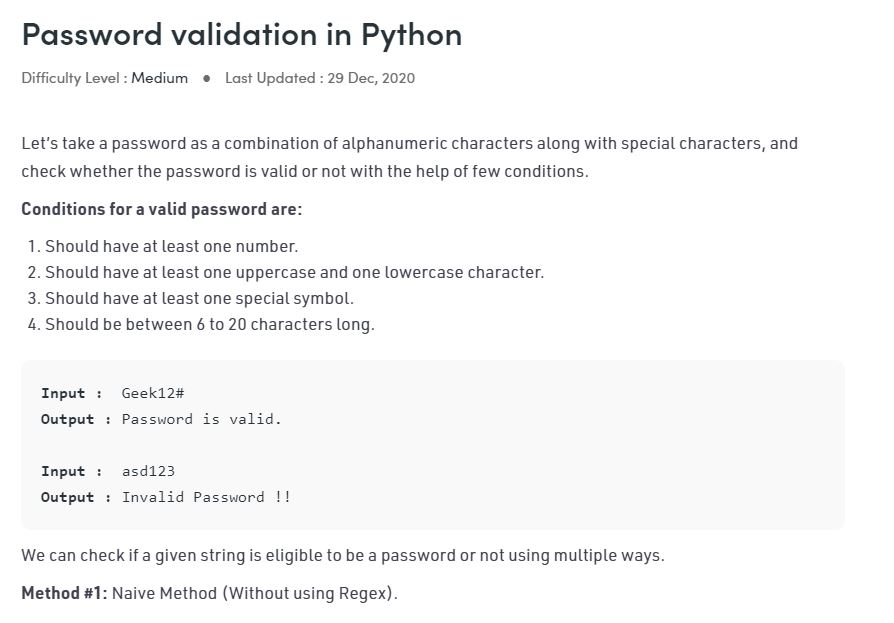 Password validation in Python
Difficulty Level : Medium ● Last Updated : 29 Dec, 2020
Let’s take a password as a combination of alphanumeric characters along with special characters, and
check whether the password is valid or not with the help of few conditions.
Conditions for a valid password are:
1. Should have at least one number.
2. Should have at least one uppercase and one lowercase character.
3. Should have at least one special symbol.
4. Should be between 6 to 20 characters long.
Input : Geek12#
Output : Password is valid.
Input : asd123
Output : Invalid Password !!
We can check if a given string is eligible to be a password or not using multiple ways.
Method #1: Naive Method (Without using Regex).